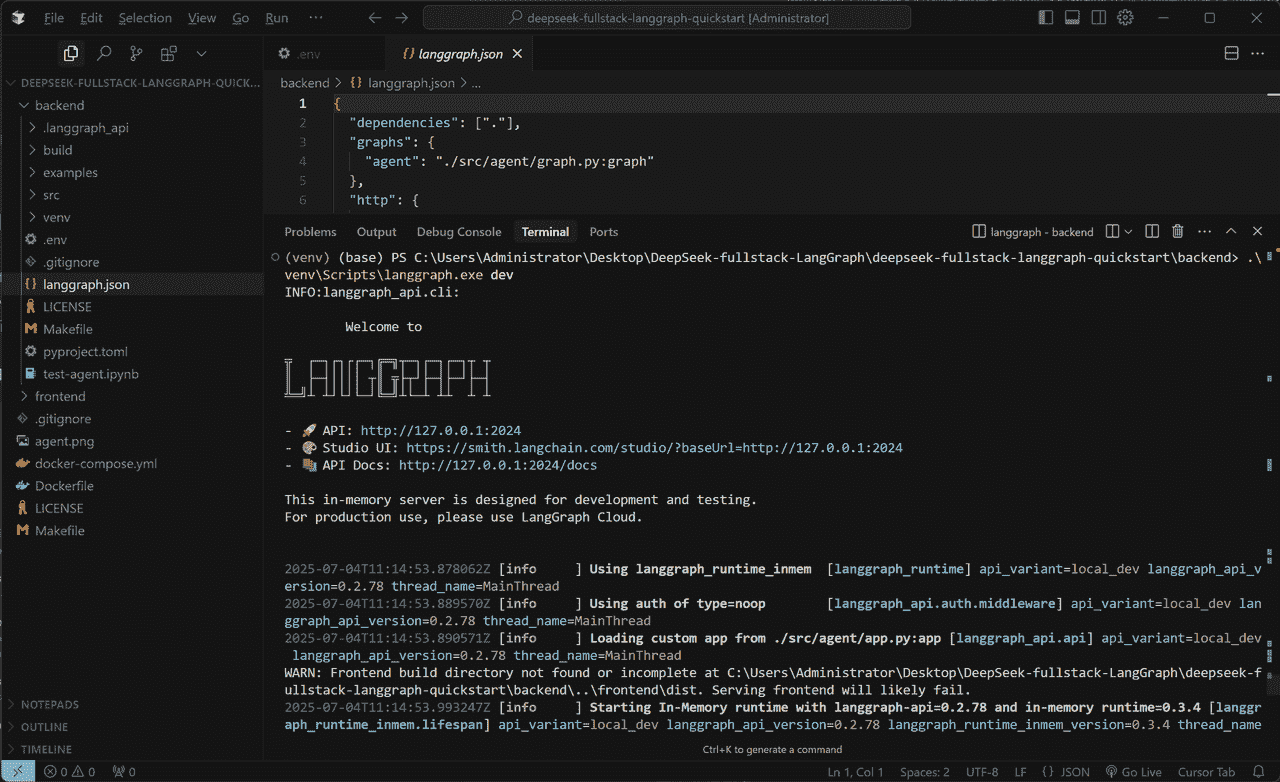 File Edit Selection View Go Run ··· deepseek-fullstack-langgraph-quickstart [Administrator]
.env
langgraph.json
DEEPSEEK-FULLSTACK-LANGGRAPH-QUICK...
backend
.langgraph_api
build
examples
src
venv
.env
.gitignore
langgraph.json
LICENSE
Makefile
pyproject.toml
test-agent.ipynb
frontend
.gitignore
agent.png
docker-compose.yml
Dockerfile
LICENSE
Makefile
NOTEPADS
OUTLINE
TIMELINE
backend > {} langgraph.json > ...
1 {
2 "dependencies": ["."],
3 "graphs": {
4 "agent": "./src/agent/graph.py:graph"
5 },
6 "http": {
Problems Output Debug Console Terminal Ports langgraph - backend
(venv) (base) PS C:\Users\Administrator\Desktop\DeepSeek-fullstack-LangGraph\deepseek-fullstack-langgraph-quickstart\backend> .\
venv\Scripts\langgraph.exe dev
INFO:langgraph_api.cli:
Welcome to
LANGGRAPH
- 🚀 API: http://127.0.0.1:2024
- 🎨 Studio UI: https://smith.langchain.com/studio/?baseUrl=http://127.0.0.1:2024
- 📚 API Docs: http://127.0.0.1:2024/docs
This in-memory server is designed for development and testing.
For production use, please use LangGraph Cloud.
2025-07-04T11:14:53.878062Z [info ] Using langgraph_runtime_inmem [langgraph_runtime] api_variant=local_dev langgraph_api_v
ersion=0.2.78 thread_name=MainThread
2025-07-04T11:14:53.889570Z [info ] Using auth of type=noop [langgraph_api.auth.middleware] api_variant=local_dev lan
ggraph_api_version=0.2.78 thread_name=MainThread
2025-07-04T11:14:53.890571Z [info ] Loading custom app from ./src/agent/app.py:app [langgraph_api.api] api_variant=local_dev
langgraph_api_version=0.2.78 thread_name=MainThread
WARN: Frontend build directory not found or incomplete at C:\Users\Administrator\Desktop\DeepSeek-fullstack-LangGraph\deepseek-f
ullstack-langgraph-quickstart\backend\..\frontend\dist. Serving frontend will likely fail.
2025-07-04T11:14:53.993247Z [info ] Starting In-Memory runtime with langgraph-api=0.2.78 and in-memory runtime=0.3.4 [langgr
aph_runtime_inmem.lifespan] api_variant=local_dev langgraph_api_version=0.2.78 langgraph_runtime_inmem_version=0.3.4 thread_name
Ctrl+K to generate a command
0 0 0 Ln 1, Col 1 Spaces: 2 UTF-8 LF {} JSON Go Live Cursor Tab